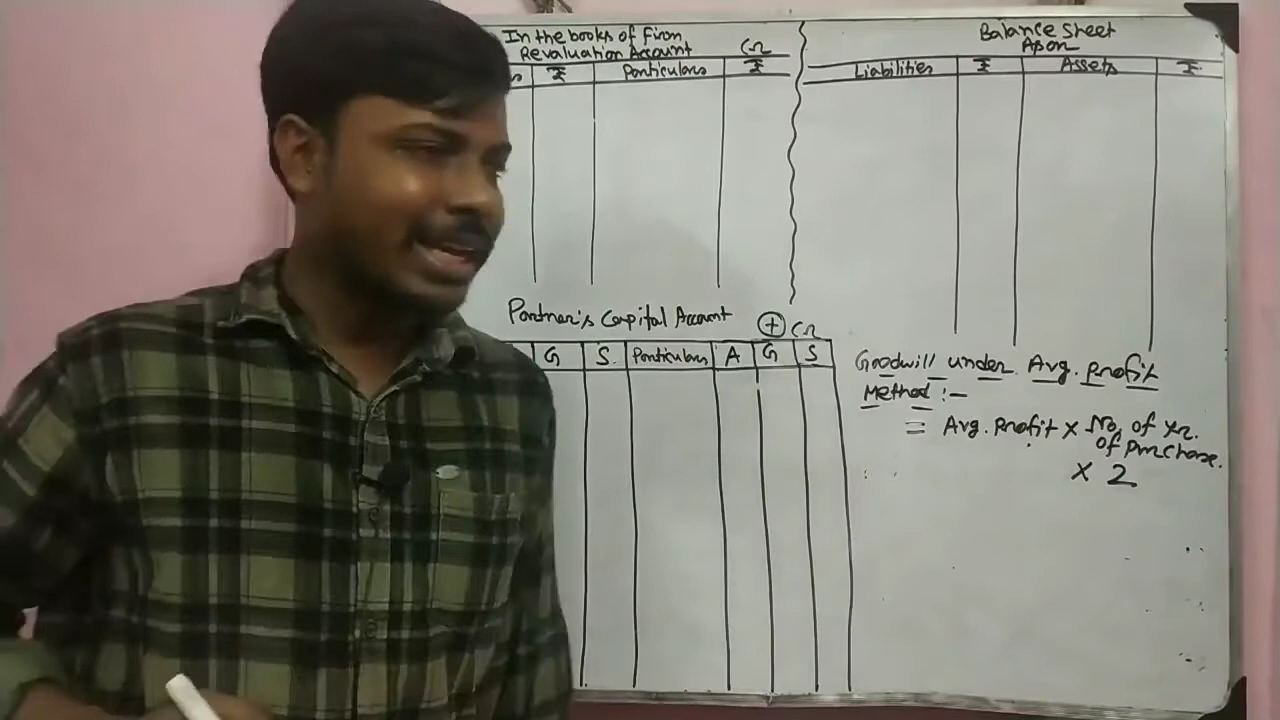 In the books of Firm
Revaluation Account Cr
₹ Particulars ₹
Balance Sheet
As on
Liabilities ₹ Assets ₹
Partner's Capital Account + Cr
G S Particulars A G S
Goodwill under Avg. profit
Method :-
= Avg. Profit x No. of yr.
of purchase.
x 2